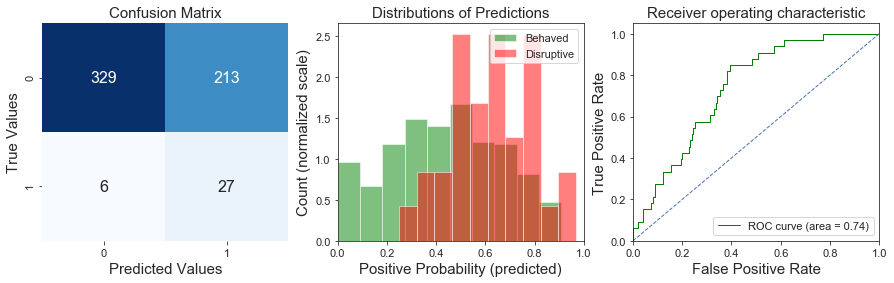 Confusion Matrix
True Values
0
1
329
213
6
27
0
1
Predicted Values
Distributions of Predictions
Count (normalized scale)
2.5
2.0
1.5
1.0
0.5
0.0
Behaved
Disruptive
0.0
0.2
0.4
0.6
0.8
1.0
Positive Probability (predicted)
Receiver operating characteristic
True Positive Rate
1.0
0.8
0.6
0.4
0.2
0.0
ROC curve (area = 0.74)
0.0
0.2
0.4
0.6
0.8
1.0
False Positive Rate